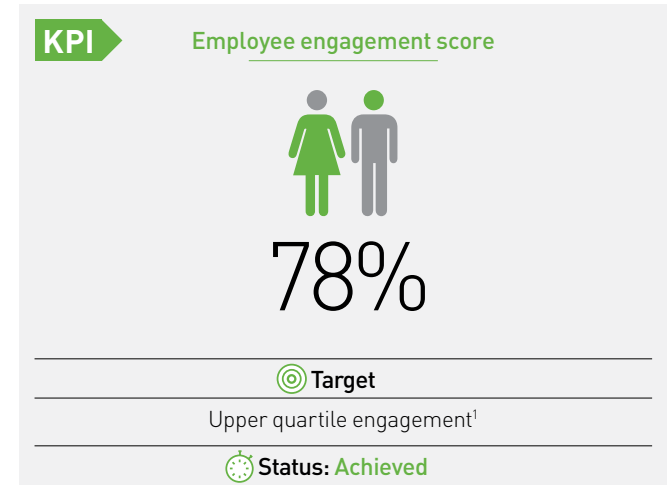 KPI
Employee engagement score
78%
Target
Upper quartile engagement¹
Status: Achieved